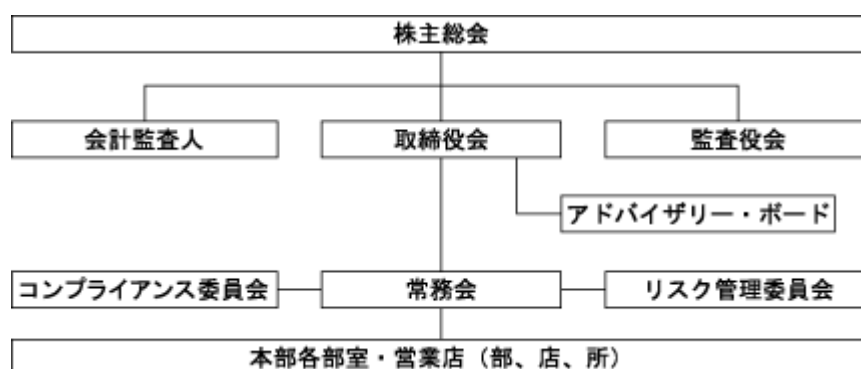 株主総会
会計監査人
取締役会
監査役会
アドバイザリー・ボード
コンプライアンス委員会
常務会
リスク管理委員会
本部各部室・営業店（部、店、所）